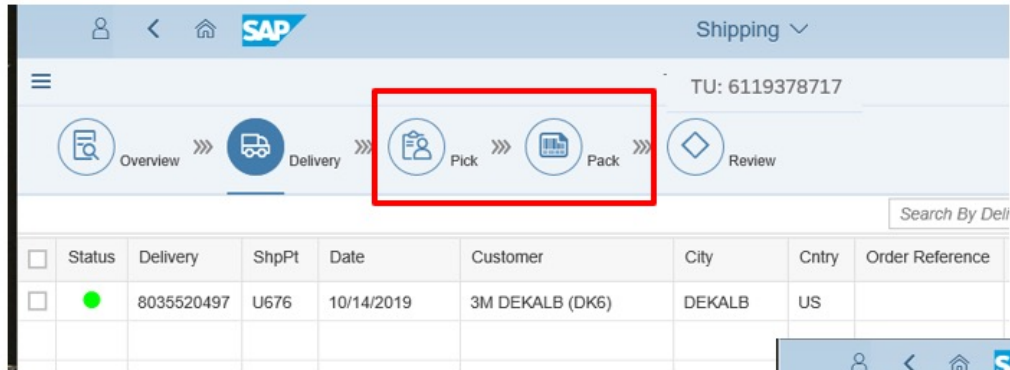 SAP
Shipping
TU: 6119378717
Overview Delivery Pick Pack Review
Search By Deli
Status Delivery ShpPt Date Customer City Cntry Order Reference
8035520497 U676 10/14/2019 3M DEKALB (DK6) DEKALB US